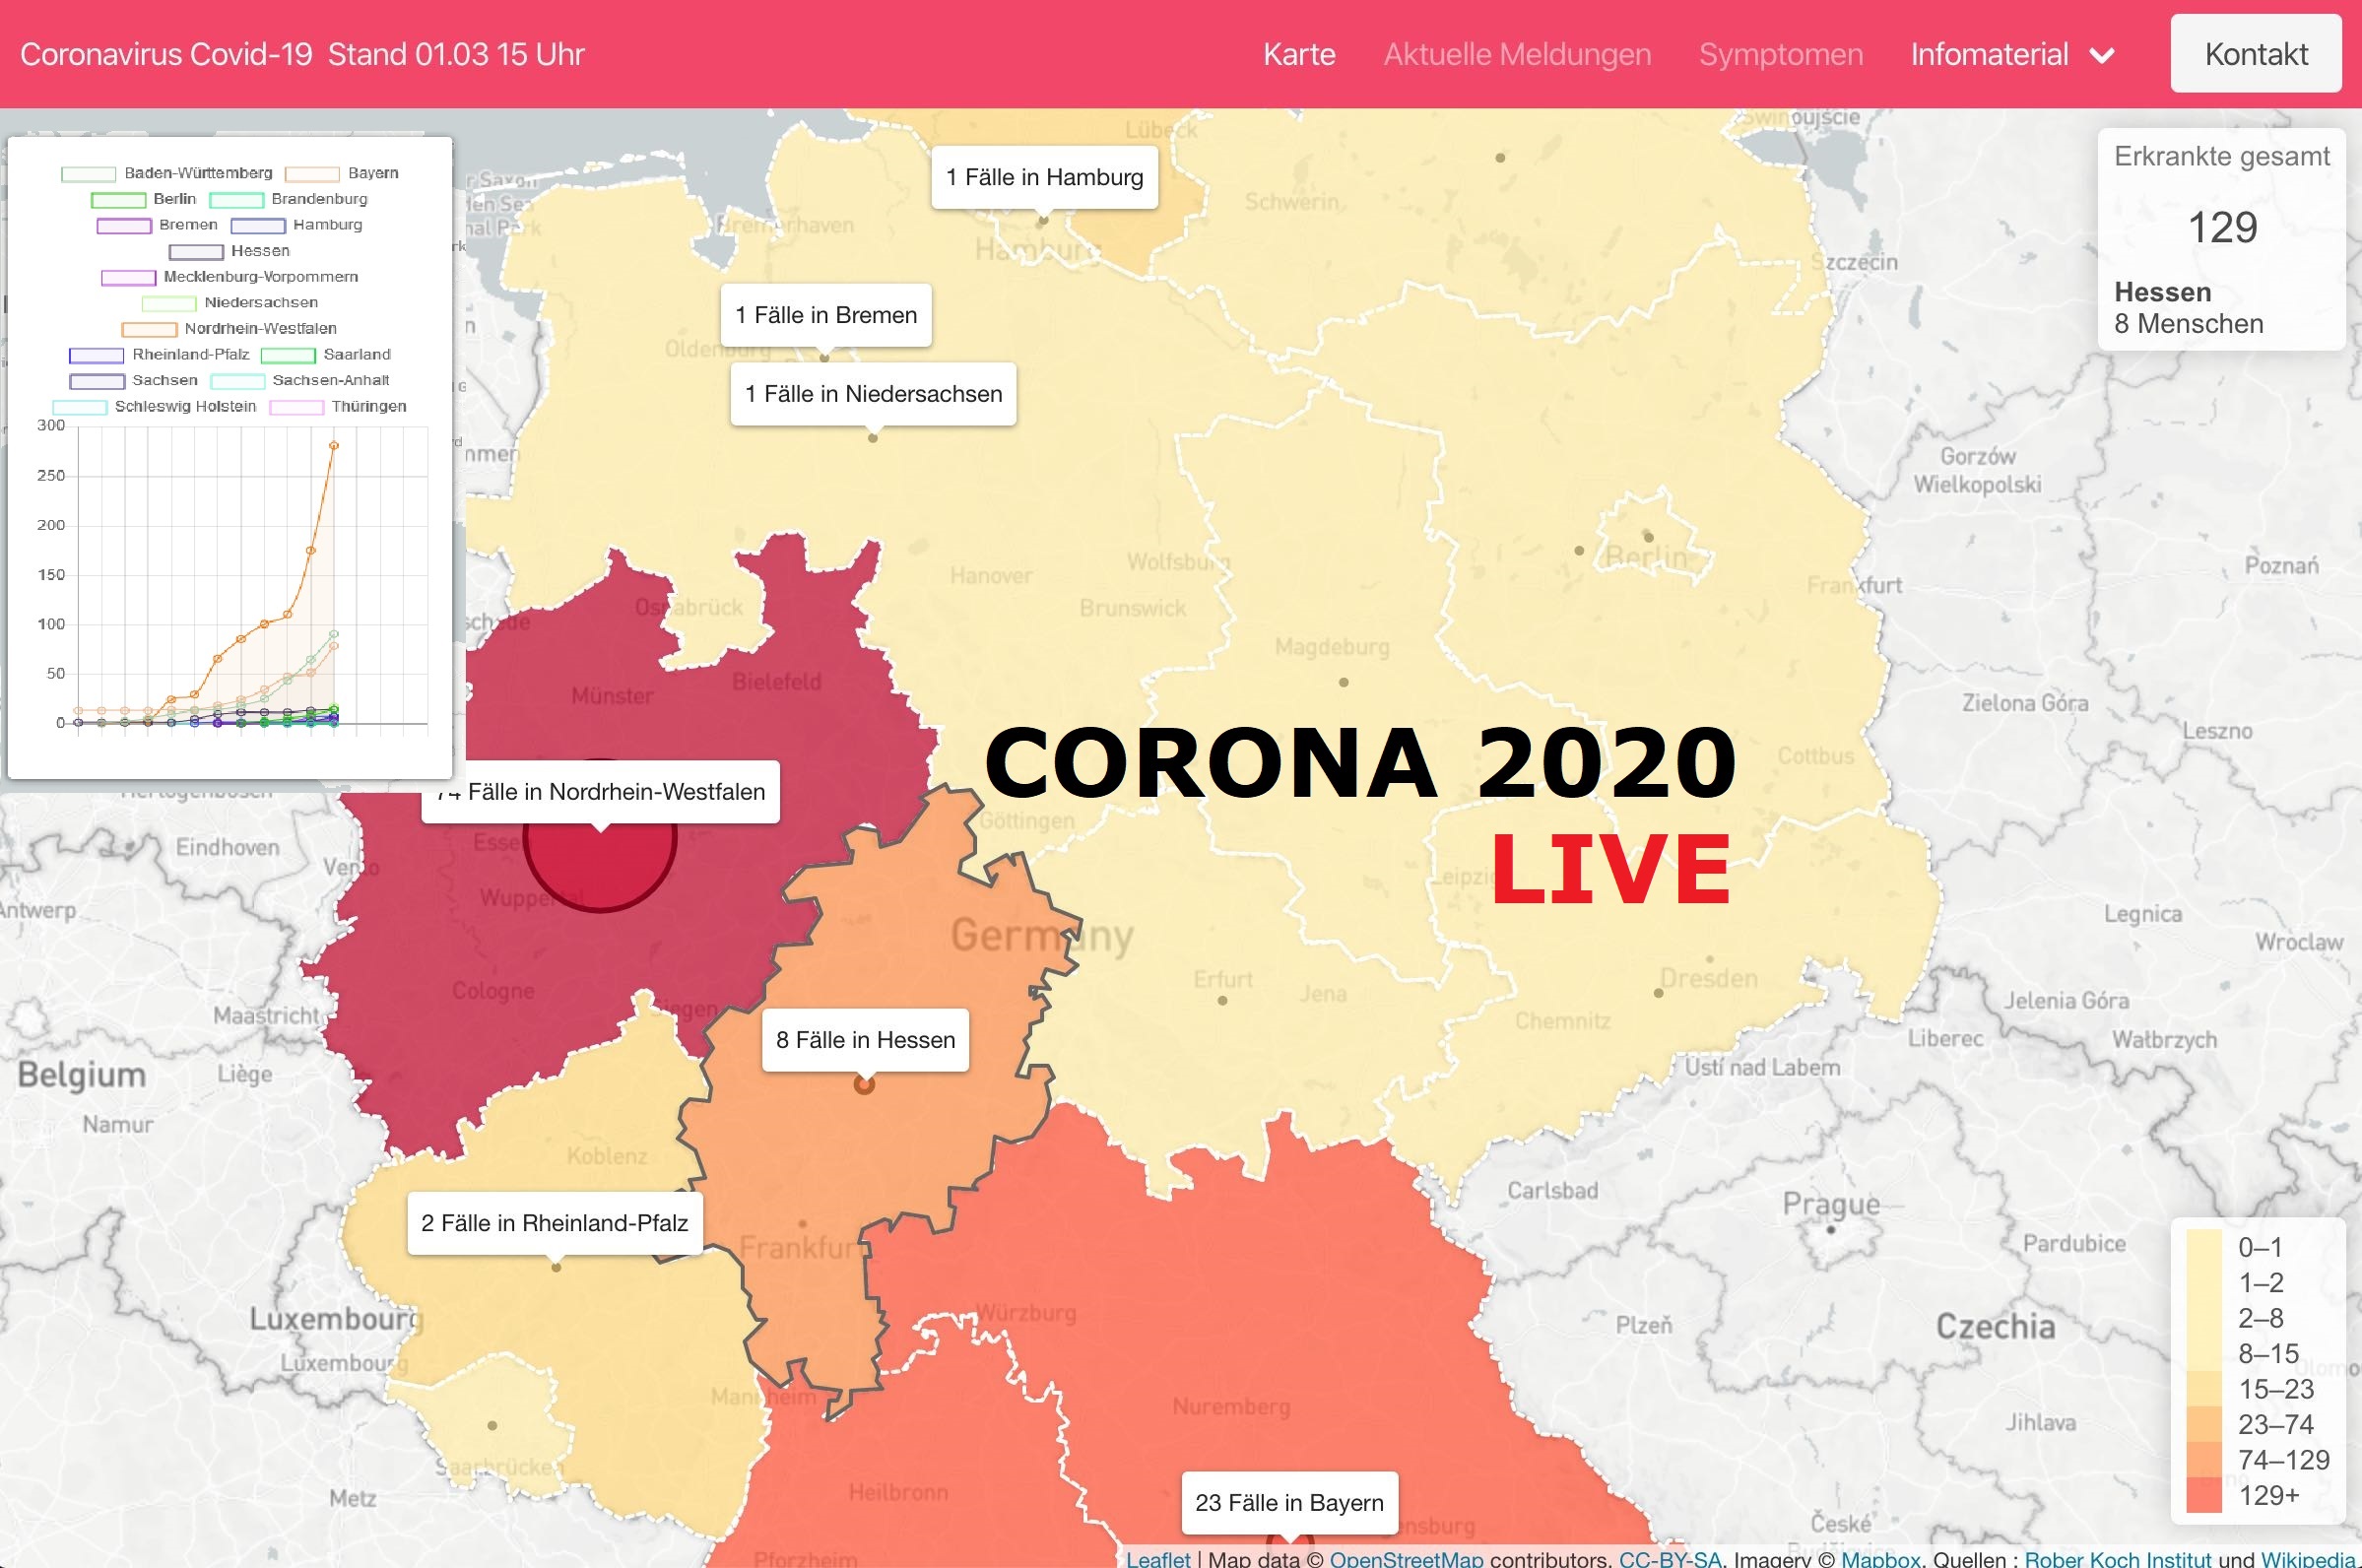 Coronavirus Covid-19 Stand 01.03 15 Uhr
Karte Aktuelle Meldungen Symptomen Infomaterial Kontakt
Baden-Württemberg Bayern
Berlin Brandenburg
Bremen Hamburg
Hessen
Mecklenburg-Vorpommern
Niedersachsen
Nordrhein-Westfalen
Rheinland-Pfalz Saarland
Sachsen Sachsen-Anhalt
Schleswig Holstein Thüringen
300
250
200
150
100
50
0
Erkrankte gesamt
129
Hessen
8 Menschen
Lübeck
Świnoujście
1 Fälle in Hamburg
Schwerin
Bremerhaven
Hamburg
Szczecin
1 Fälle in Bremen
Oldenburg
1 Fälle in Niedersachsen
Gorzów
Wielkopolski
Berlin
Wolfsburg
Poznań
Hanover
Frankfurt
Osnabrück
Brunswick
Magdeburg
Bielefeld
Münster
Zielona Góra
Leszno
CORONA 2020
Cottbus
74 Fälle in Nordrhein-Westfalen
Göttingen
LIVE
Eindhoven
Venlo
Leipzig
Wuppertal
Antwerp
Legnica
Germany
Wroclaw
Erfurt
Jena
Dresden
Cologne
Siegen
Maastricht
Chemnitz
Jelenia Góra
8 Fälle in Hessen
Liberec
Wałbrzych
Belgium
Liège
Ústí nad Labem
Namur
Koblenz
Carlsbad
Prague
2 Fälle in Rheinland-Pfalz
Frankfurt
Pardubice
Luxembourg
Würzburg
Plzeň
Czechia
Luxembourg
Mannheim
Nuremberg
Jihlava
Saarbrücken
Metz
Heilbronn
23 Fälle in Bayern
České
Pforzheim
0–1
1–2
2–8
8–15
15–23
23–74
74–129
129+
Leaflet | Map data © OpenStreetMap contributors, CC-BY-SA, Imagery © Mapbox, Quellen : Rober Koch Institut und Wikipedia